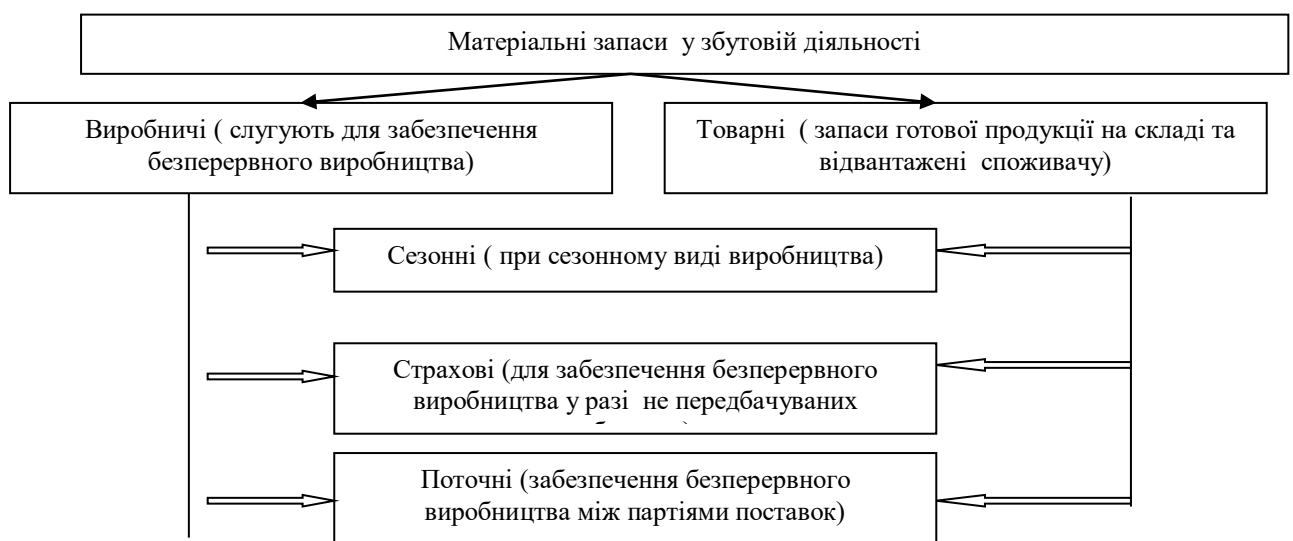 Матеріальні запаси у збутовій діяльності
Виробничі ( слугують для забезпечення
безперервного виробництва)
Товарні ( запаси готової продукції на складі та
відвантажені споживачу)
Сезонні ( при сезонному виді виробництва)
Страхові (для забезпечення безперервного
виробництва у разі не передбачуваних
Поточні (забезпечення безперервного
виробництва між партіями поставок)